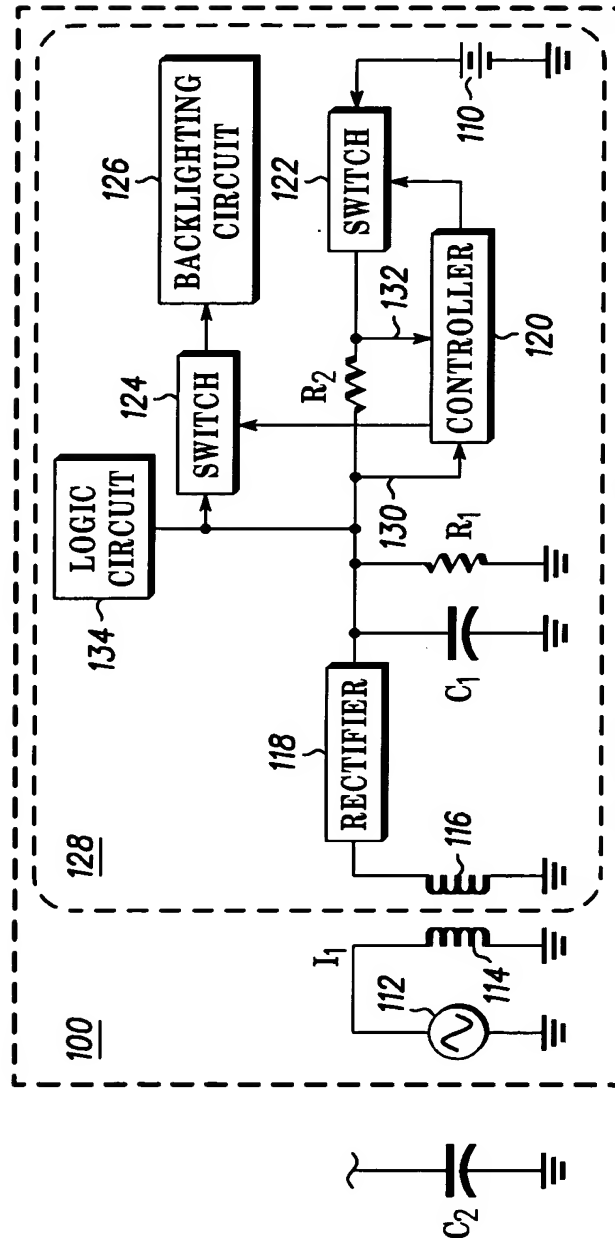 100
128
134
LOGIC
CIRCUIT
124
SWITCH
126
BACKLIGHTING
CIRCUIT
118
RECTIFIER
R2
122
SWITCH
132
130
CONTROLLER
120
110
I1
112
114
116
C1
R1
C2